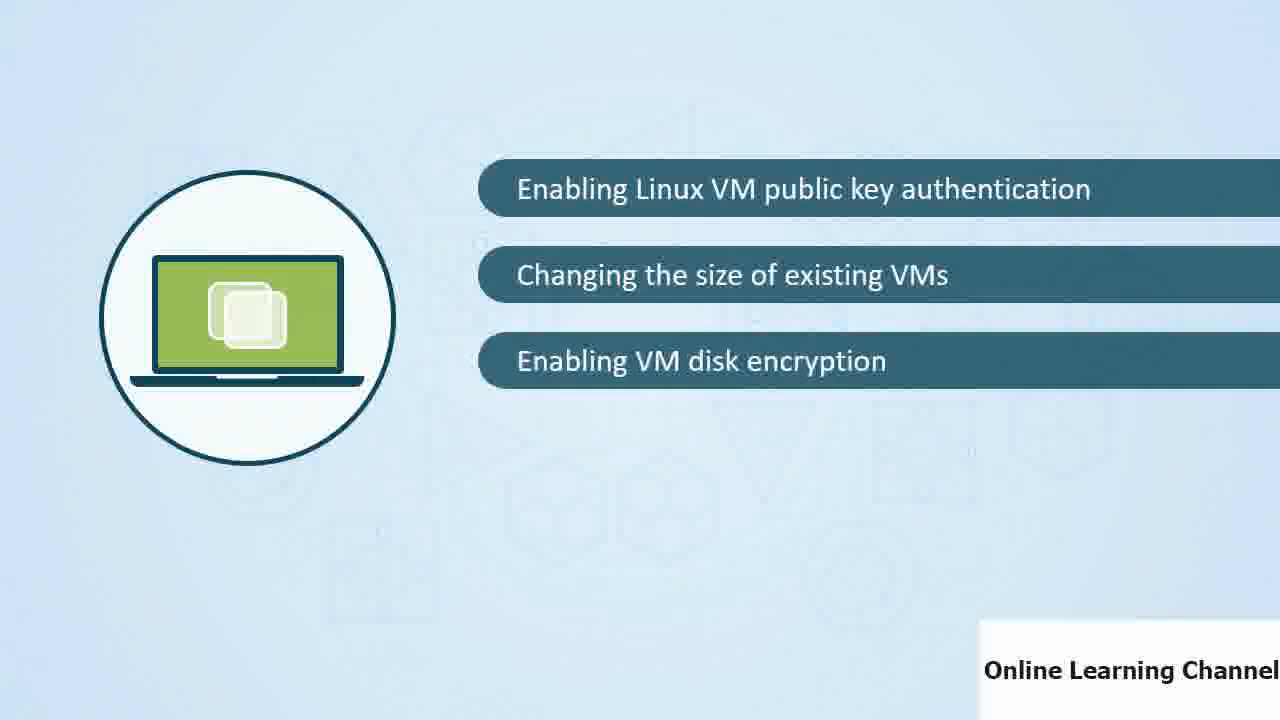 Enabling Linux VM public key authentication
Changing the size of existing VMs
Enabling VM disk encryption
Online Learning Channel